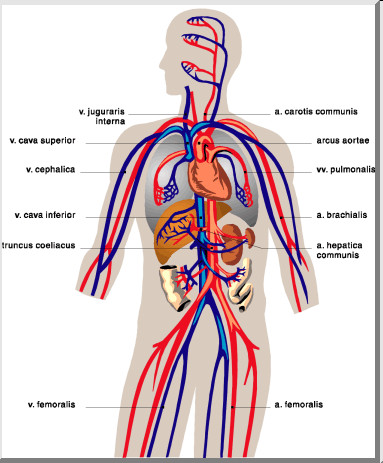 v. juguraris
interna
v. cava superior
v. cephalica
v. cava inferior
truncus coeliacus
v. femoralis
a. carotis communis
arcus aortae
vv. pulmonalis
a. brachialis
a. hepatica
communis
a. femoralis